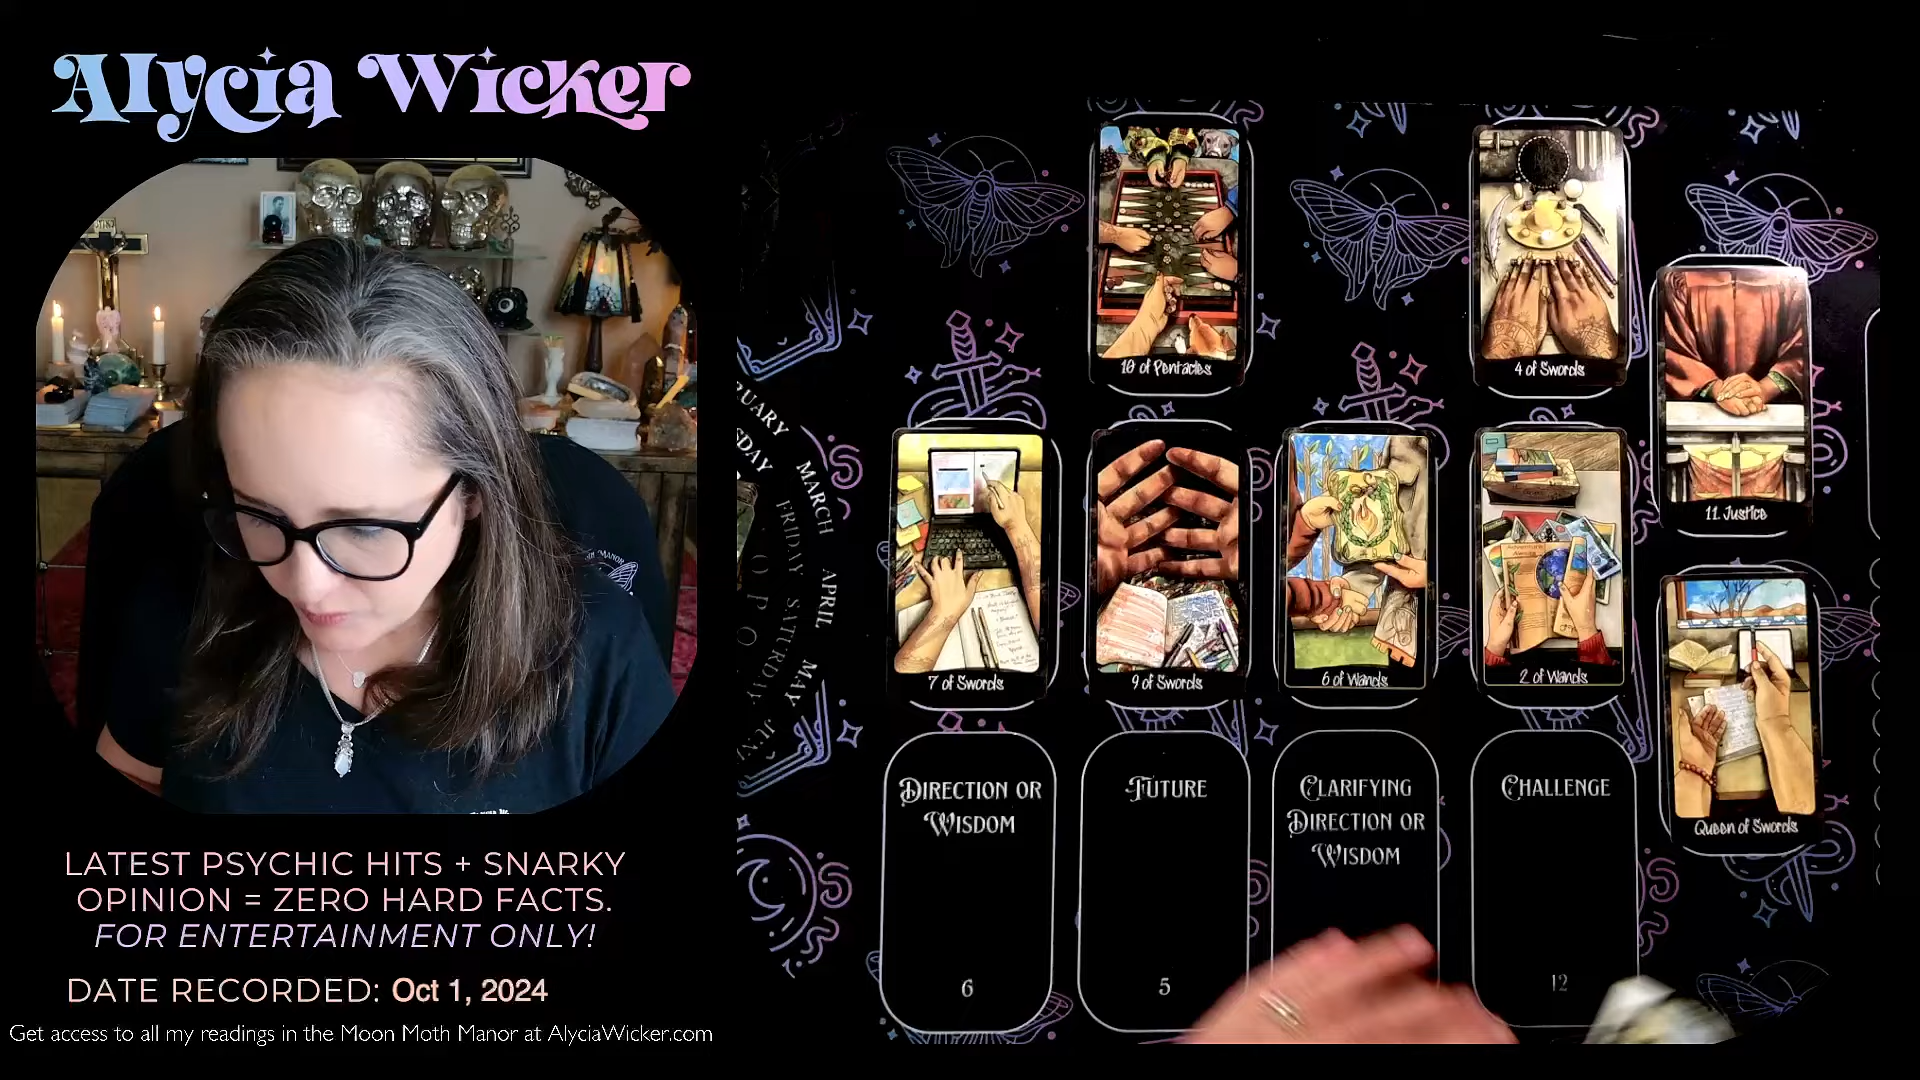 Alycia Wicker
LATEST PSYCHIC HITS + SNARKY
OPINION = ZERO HARD FACTS.
FOR ENTERTAINMENT ONLY!
DATE RECORDED: Oct 1, 2024
Get access to all my readings in the Moon Moth Manor at AlyciaWicker.com
10 of Pentacles
4 of Swords
11. Justice
7 of Swords
9 of Swords
6 of Wands
2 of Wands
Queen of Swords
DIRECTION OR
WISDOM
6
FUTURE
5
CLARIFYING
DIRECTION OR
WISDOM
CHALLENGE
12
MARCH
APRIL
MAY
FRIDAY
SATURDAY